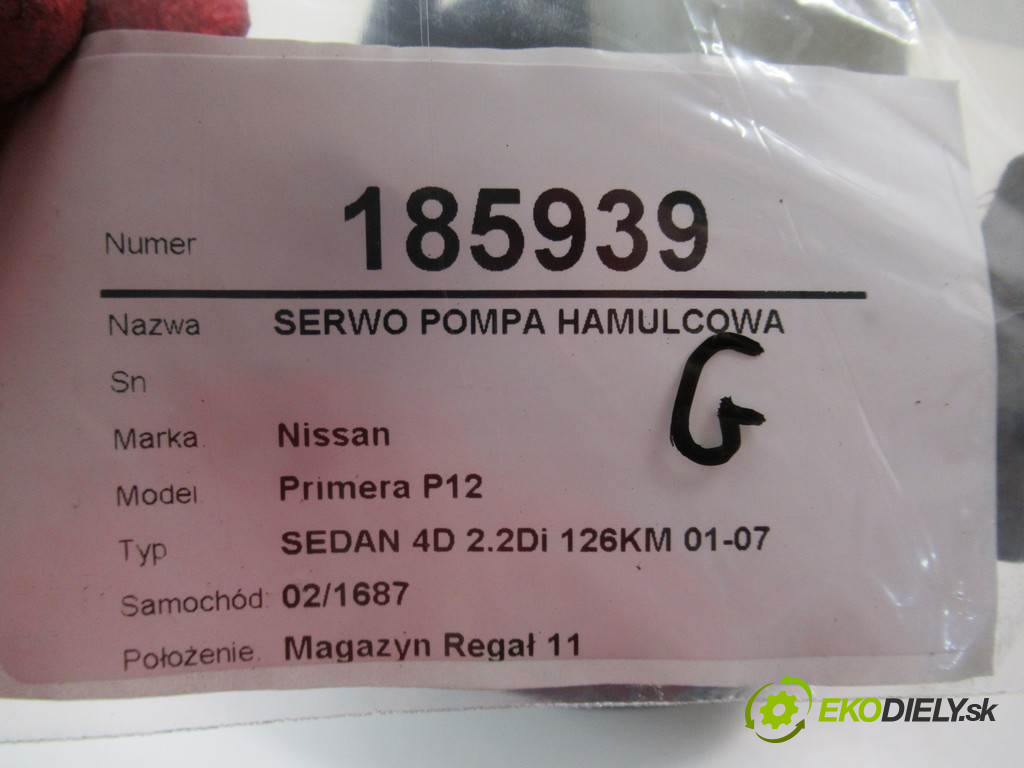 Numer 185939
Nazwa SERWO POMPA HAMULCOWA
G
Sn
Marka Nissan
Model Primera P12
Typ SEDAN 4D 2.2Di 126KM 01-07
Samochód: 02/1687
Położenie. Magazyn Regał 11
EKODIELY.sk